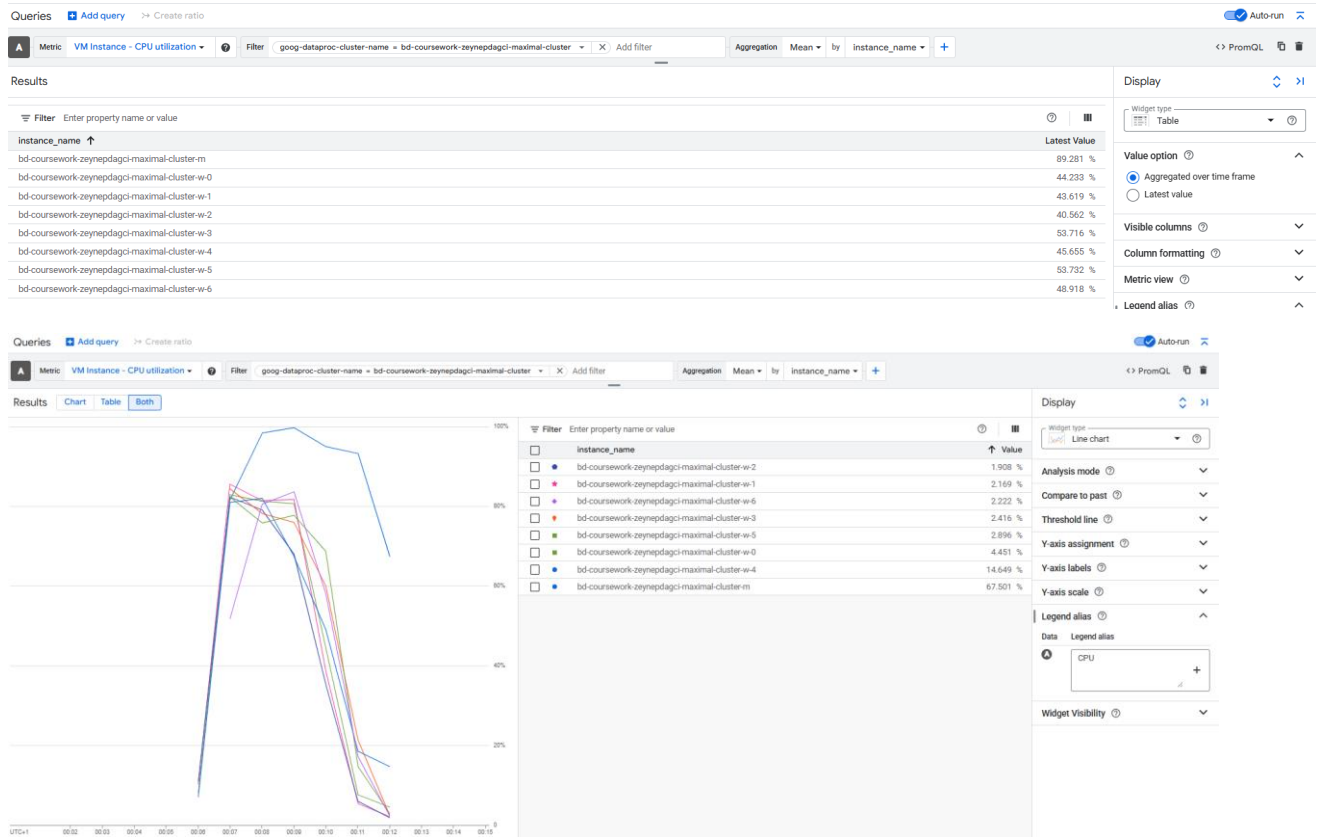 Queries Add query Create ratio Auto-run
A Metric VM Instance - CPU utilization Filter goog-dataproc-cluster-name = bd-coursework-zeynepdagci-maximal-cluster Add filter Aggregation Mean by instance_name <> PromQL
Results
Display
Filter Enter property name or value
Widget type
Table
instance_name Latest Value
bd-coursework-zeynepdagci-maximal-cluster-m 89.281 %
bd-coursework-zeynepdagci-maximal-cluster-w-0 44.233 %
bd-coursework-zeynepdagci-maximal-cluster-w-1 43.619 %
bd-coursework-zeynepdagci-maximal-cluster-w-2 40.562 %
bd-coursework-zeynepdagci-maximal-cluster-w-3 53.716 %
bd-coursework-zeynepdagci-maximal-cluster-w-4 45.655 %
bd-coursework-zeynepdagci-maximal-cluster-w-5 53.732 %
bd-coursework-zeynepdagci-maximal-cluster-w-6 48.918 %
Value option
Aggregated over time frame
Latest value
Visible columns
Column formatting
Metric view
Legend alias
Queries Add query Create ratio Auto-run
A Metric VM Instance - CPU utilization Filter goog-dataproc-cluster-name = bd-coursework-zeynepdagci-maximal-cluster Add filter Aggregation Mean by instance_name <> PromQL
Results Chart Table Both
100%
80%
60%
40%
20%
0
UTC+1 00:02 00:03 00:04 00:05 00:06 00:07 00:08 00:09 00:10 00:11 00:12 00:13 00:14 00:15
Filter Enter property name or value
instance_name Value
bd-coursework-zeynepdagci-maximal-cluster-w-2 1.908 %
bd-coursework-zeynepdagci-maximal-cluster-w-1 2.169 %
bd-coursework-zeynepdagci-maximal-cluster-w-6 2.222 %
bd-coursework-zeynepdagci-maximal-cluster-w-3 2.416 %
bd-coursework-zeynepdagci-maximal-cluster-w-5 2.896 %
bd-coursework-zeynepdagci-maximal-cluster-w-0 4.451 %
bd-coursework-zeynepdagci-maximal-cluster-w-4 14.649 %
bd-coursework-zeynepdagci-maximal-cluster-m 67.501 %
Display
Widget type
Line chart
Analysis mode
Compare to past
Threshold line
Y-axis assignment
Y-axis labels
Y-axis scale
Legend alias
Data Legend alias
A CPU
Widget Visibility